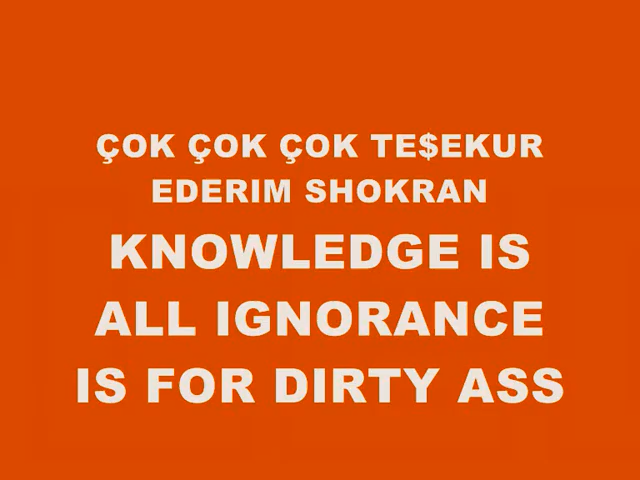 ÇOK ÇOK ÇOK TE$EKUR
EDERIM SHOKRAN
KNOWLEDGE IS
ALL IGNORANCE
IS FOR DIRTY ASS